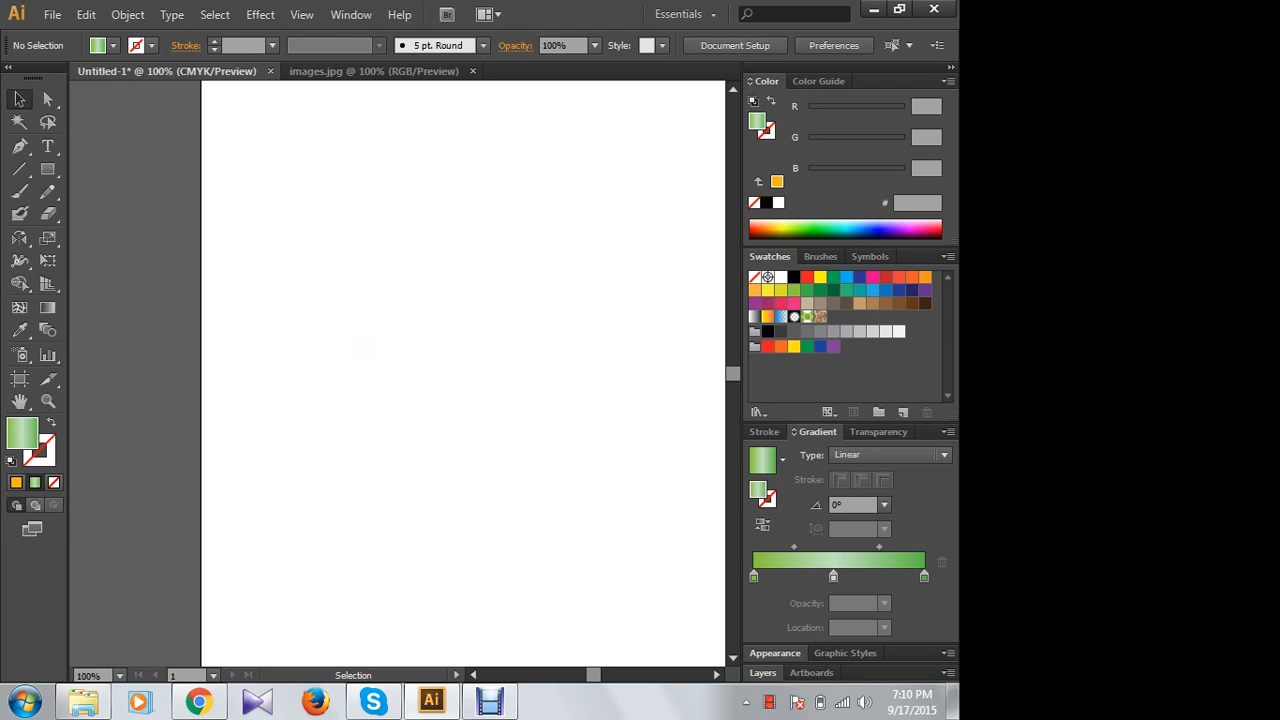 Ai File Edit Object Type Select Effect View Window Help Br Essentials
No Selection Stroke: 5 pt. Round Opacity: 100% Style: Document Setup Preferences
Untitled-1* @ 100% (CMYK/Preview) × images.jpg @ 100% (RGB/Preview) ×
Color Color Guide
R
G
B
#
Swatches Brushes Symbols
Stroke Gradient Transparency
Type: Linear
Stroke:
0°
Opacity:
Location:
Appearance Graphic Styles
Layers Artboards
100% 1 Selection
Ai
7:10 PM
9/17/2015